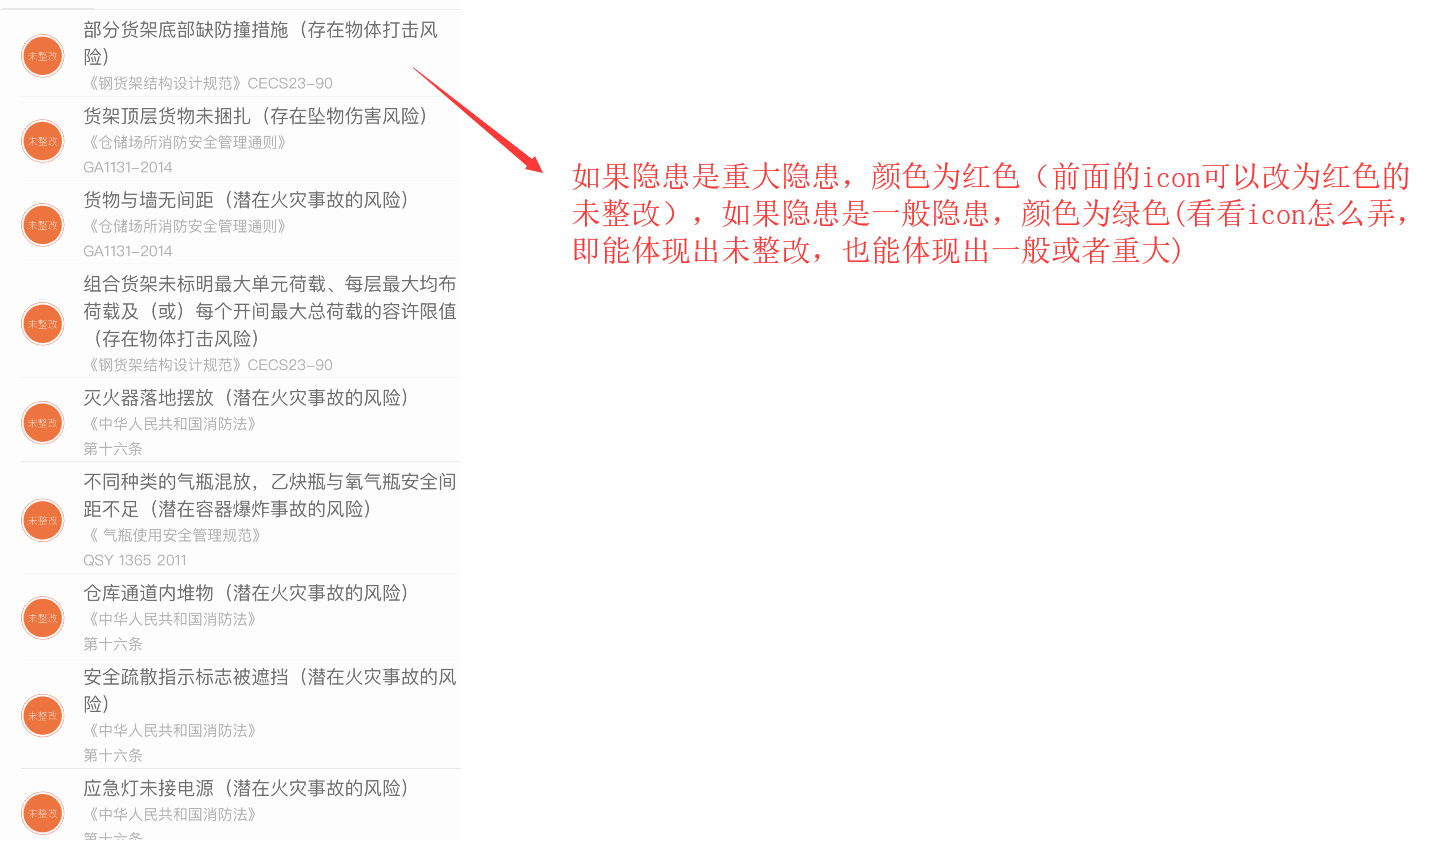 部分货架底部缺防撞措施（存在物体打击风
险）
未整改
《钢货架结构设计规范》CECS23-90
货架顶层货物未捆扎（存在坠物伤害风险）
未整改
《仓储场所消防安全管理通则》
GA1131-2014
货物与墙无间距（潜在火灾事故的风险）
未整改
《仓储场所消防安全管理通则》
GA1131-2014
组合货架未标明最大单元荷载、每层最大均布
荷载及（或）每个开间最大总荷载的容许限值
未整改
（存在物体打击风险）
《钢货架结构设计规范》CECS23-90
灭火器落地摆放（潜在火灾事故的风险）
未整改
《中华人民共和国消防法》
第十六条
不同种类的气瓶混放，乙炔瓶与氧气瓶安全间
距不足（潜在容器爆炸事故的风险）
未整改
《 气瓶使用安全管理规范》
QSY 1365 2011
仓库通道内堆物（潜在火灾事故的风险）
未整改
《中华人民共和国消防法》
第十六条
安全疏散指示标志被遮挡（潜在火灾事故的风
险）
未整改
《中华人民共和国消防法》
第十六条
应急灯未接电源（潜在火灾事故的风险）
未整改
《中华人民共和国消防法》
第十六条
如果隐患是重大隐患，颜色为红色（前面的icon可以改为红色的
未整改），如果隐患是一般隐患，颜色为绿色(看看icon怎么弄，
即能体现出未整改，也能体现出一般或者重大)